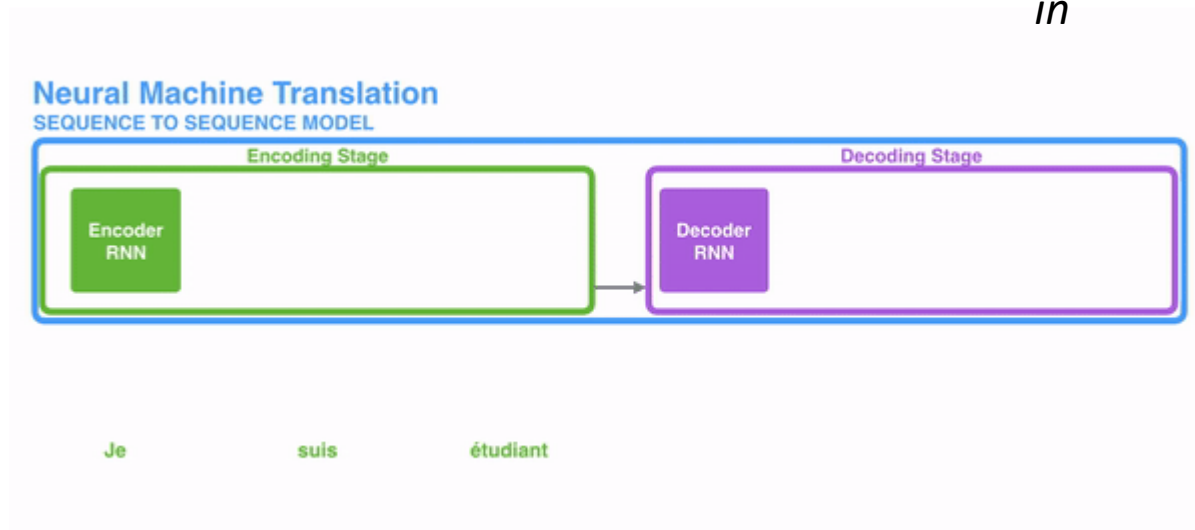 in
Neural Machine Translation
SEQUENCE TO SEQUENCE MODEL
Encoding Stage
Decoding Stage
Encoder
RNN
Decoder
RNN
Je suis étudiant